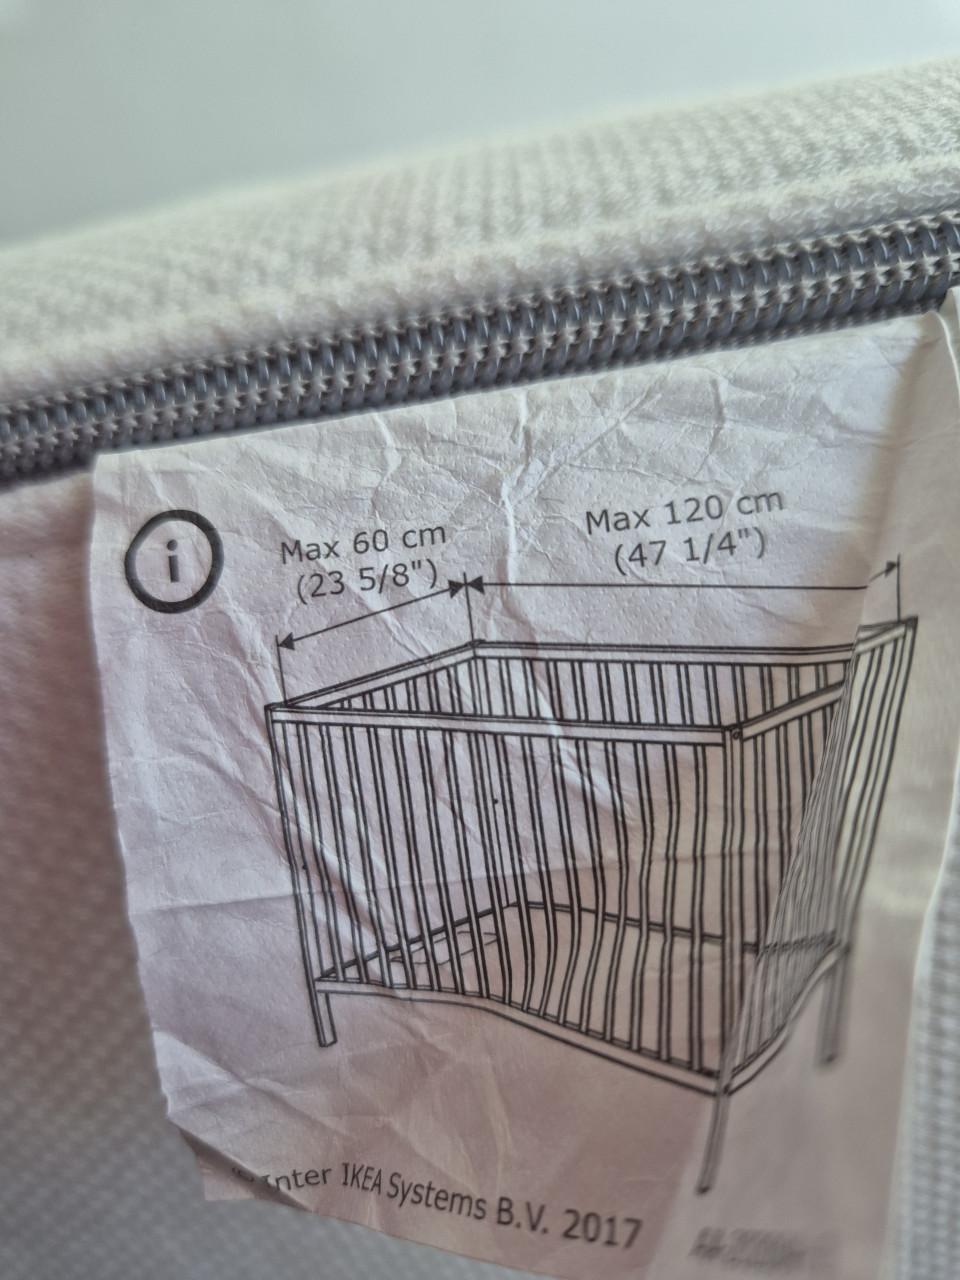 i
Max 60 cm
(23 5/8")
Max 120 cm
(47 1/4")
Inter IKEA Systems B.V. 2017